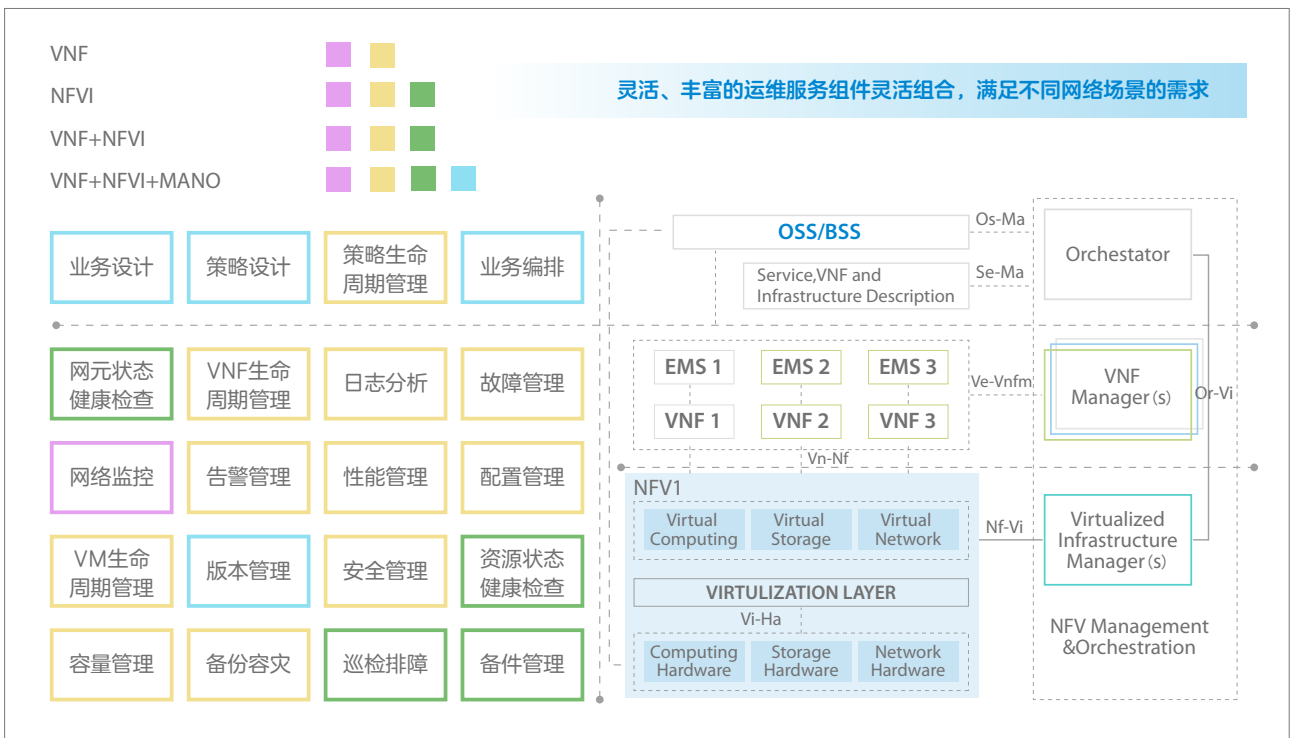 VNF
NFVI
VNF+NFVI
VNF+NFVI+MANO
灵活、丰富的运维服务组件灵活组合，满足不同网络场景的需求
业务设计
策略设计
策略生命
周期管理
业务编排
网元状态
健康检查
VNF生命
周期管理
日志分析
故障管理
网络监控
告警管理
性能管理
配置管理
VM生命
周期管理
版本管理
安全管理
资源状态
健康检查
容量管理
备份容灾
巡检排障
备件管理
OSS/BSS
Os-Ma
Orchestator
Service,VNF and
Infrastructure Description
Se-Ma
EMS 1
EMS 2
EMS 3
VNF 1
VNF 2
VNF 3
Ve-Vnfm
VNF
Manager(s)
Or-Vi
Vn-Nf
NFV1
Virtual
Computing
Virtual
Storage
Virtual
Network
Nf-Vi
Virtualized
Infrastructure
Manager(s)
VIRTULIZATION LAYER
Vi-Ha
Computing
Hardware
Storage
Hardware
Network
Hardware
NFV Management
&Orchestration